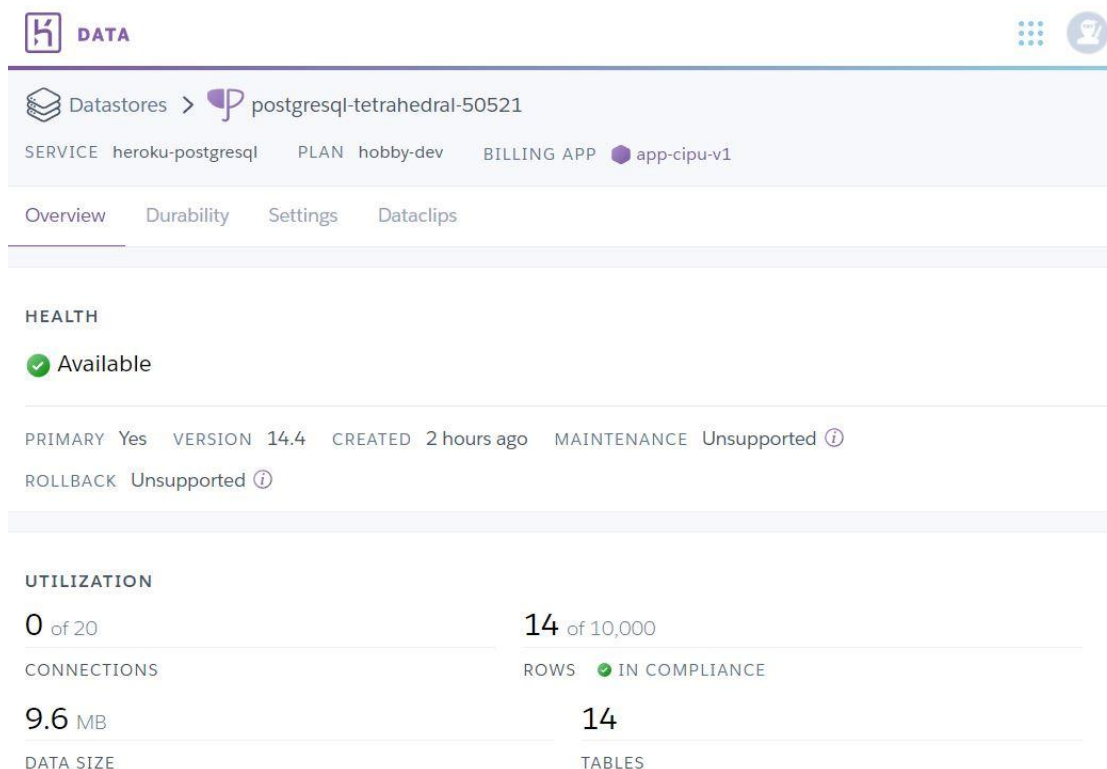 DATA
Datastores > postgresql-tetrahedral-50521
SERVICE heroku-postgresql PLAN hobby-dev BILLING APP app-cipu-v1
Overview Durability Settings Dataclips
HEALTH
Available
PRIMARY Yes VERSION 14.4 CREATED 2 hours ago MAINTENANCE Unsupported
ROLLBACK Unsupported
UTILIZATION
0 of 20 14 of 10,000
CONNECTIONS ROWS IN COMPLIANCE
9.6 MB 14
DATA SIZE TABLES